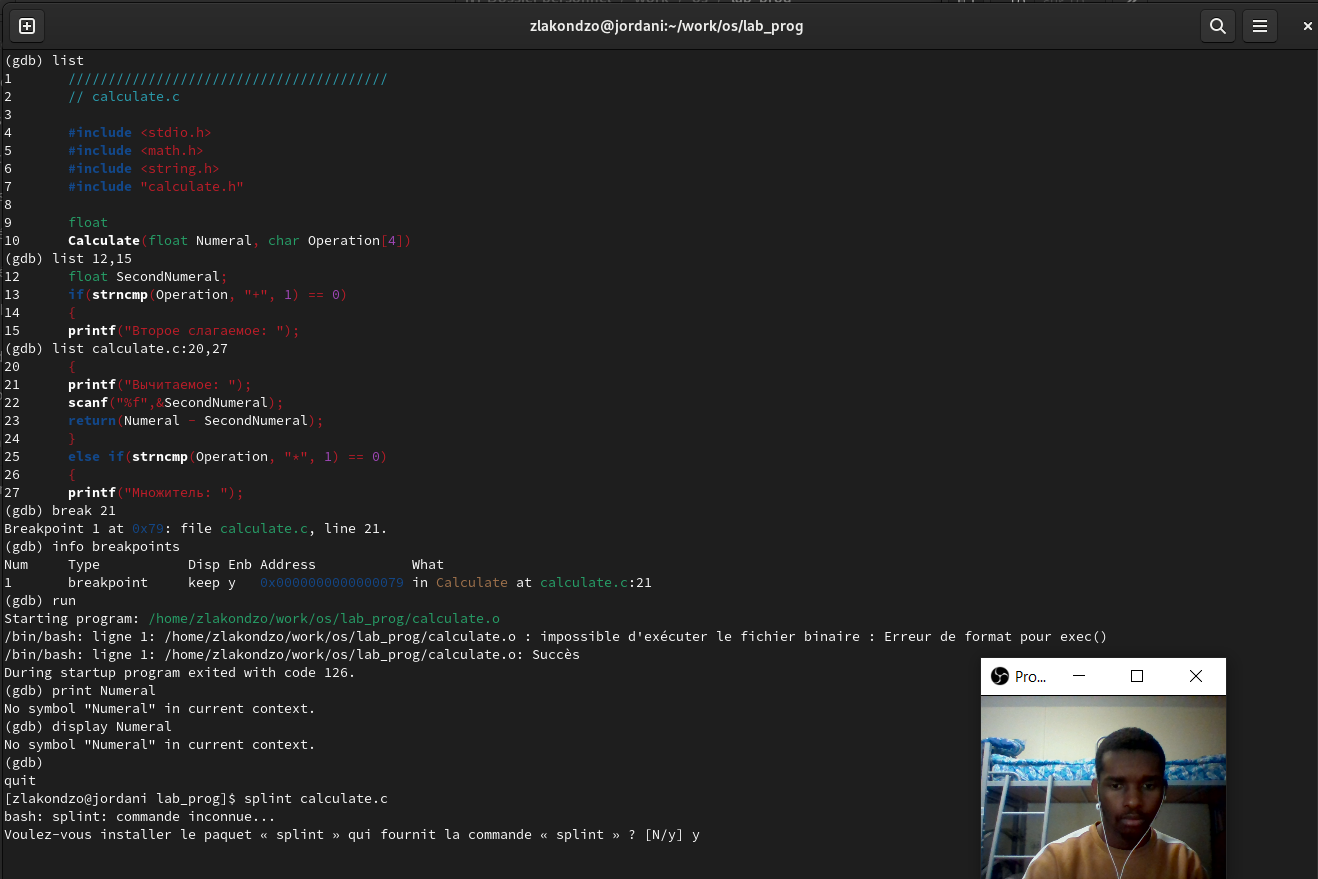 zlakondzo@jordani:~/work/os/lab_prog
(gdb) list
1 ////////////////////////////////////////
2 // calculate.c
3
4 #include <stdio.h>
5 #include <math.h>
6 #include <string.h>
7 #include "calculate.h"
8
9 float
10 Calculate(float Numeral, char Operation[4])
(gdb) list 12,15
12 float SecondNumeral;
13 if(strncmp(Operation, "+", 1) == 0)
14 {
15 printf("Второе слагаемое: ");
(gdb) list calculate.c:20,27
20 {
21 printf("Вычитаемое: ");
22 scanf("%f",&SecondNumeral);
23 return(Numeral - SecondNumeral);
24 }
25 else if(strncmp(Operation, "*", 1) == 0)
26 {
27 printf("Множитель: ");
(gdb) break 21
Breakpoint 1 at 0x79: file calculate.c, line 21.
(gdb) info breakpoints
Num Type Disp Enb Address What
1 breakpoint keep y 0x0000000000000079 in Calculate at calculate.c:21
(gdb) run
Starting program: /home/zlakondzo/work/os/lab_prog/calculate.o
/bin/bash: ligne 1: /home/zlakondzo/work/os/lab_prog/calculate.o : impossible d'exécuter le fichier binaire : Erreur de format pour exec()
/bin/bash: ligne 1: /home/zlakondzo/work/os/lab_prog/calculate.o: Succès
During startup program exited with code 126.
(gdb) print Numeral
No symbol "Numeral" in current context.
(gdb) display Numeral
No symbol "Numeral" in current context.
(gdb)
quit
[zlakondzo@jordani lab_prog]$ splint calculate.c
bash: splint: commande inconnue...
Voulez-vous installer le paquet « splint » qui fournit la commande « splint » ? [N/y] y
Pro...